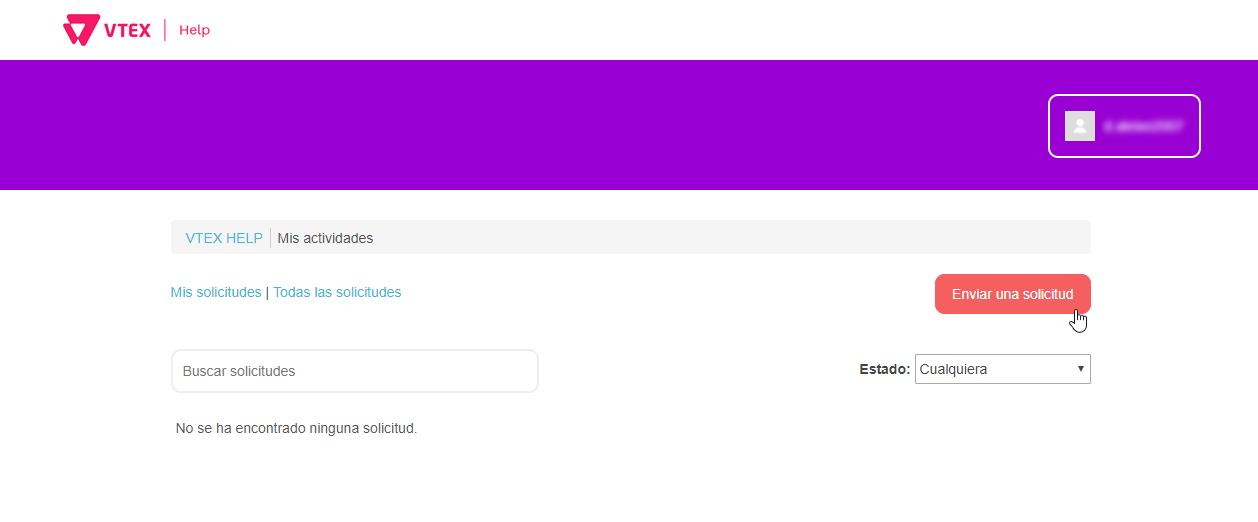 VTEX | Help
VTEX HELP | Mis actividades
Mis solicitudes | Todas las solicitudes
Enviar una solicitud
Buscar solicitudes
Estado: Cualquiera
No se ha encontrado ninguna solicitud.